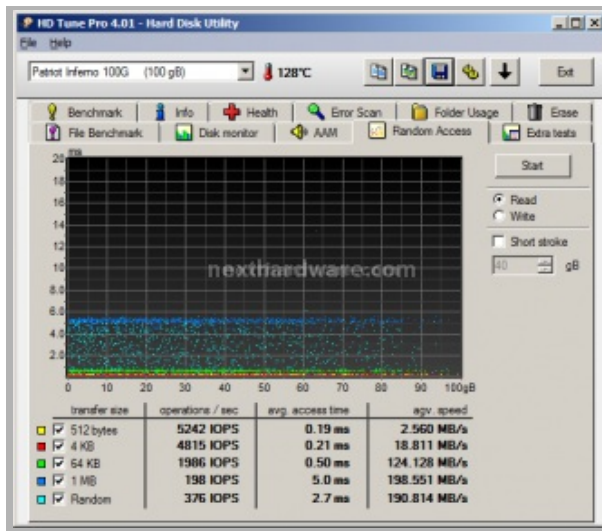 HD Tune Pro 4.01 - Hard Disk Utility
File Help
Patriot Inferno 100G (100 gB) 128°C Exit
Benchmark Info Health Error Scan Folder Usage Erase
File Benchmark Disk monitor AAM Random Access Extra tests
ms
20
18
16
14
12
10
8.0
6.0
4.0
2.0
0 10 20 30 40 50 60 70 80 90 100gB
nexthardware.com
Start
Read
Write
Short stroke
40 gB
transfer size operations / sec avg. access time agv. speed
512 bytes 5242 IOPS 0.19 ms 2.560 MB/s
4 KB 4815 IOPS 0.21 ms 18.811 MB/s
64 KB 1986 IOPS 0.50 ms 124.128 MB/s
1 MB 198 IOPS 5.0 ms 198.551 MB/s
Random 376 IOPS 2.7 ms 190.814 MB/s